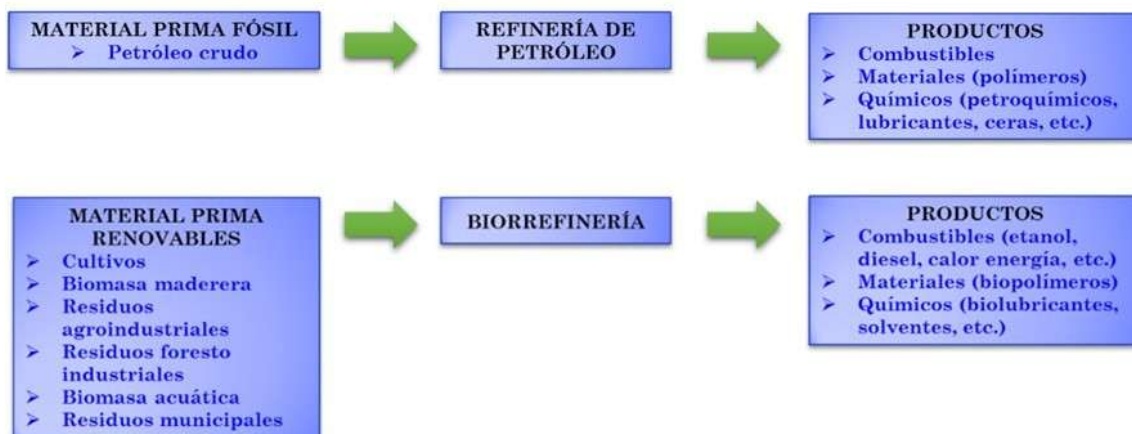 MATERIAL PRIMA FÓSIL
➢ Petróleo crudo
REFINERÍA DE
PETRÓLEO
PRODUCTOS
➢ Combustibles
➢ Materiales (polímeros)
➢ Químicos (petroquímicos,
lubricantes, ceras, etc.)
MATERIAL PRIMA
RENOVABLES
➢ Cultivos
➢ Biomasa maderera
➢ Residuos
agroindustriales
➢ Residuos foresto
industriales
➢ Biomasa acuática
➢ Residuos municipales
BIORREFINERÍA
PRODUCTOS
➢ Combustibles (etanol,
diesel, calor energía, etc.)
➢ Materiales (biopolímeros)
➢ Químicos (biolubricantes,
solventes, etc.)